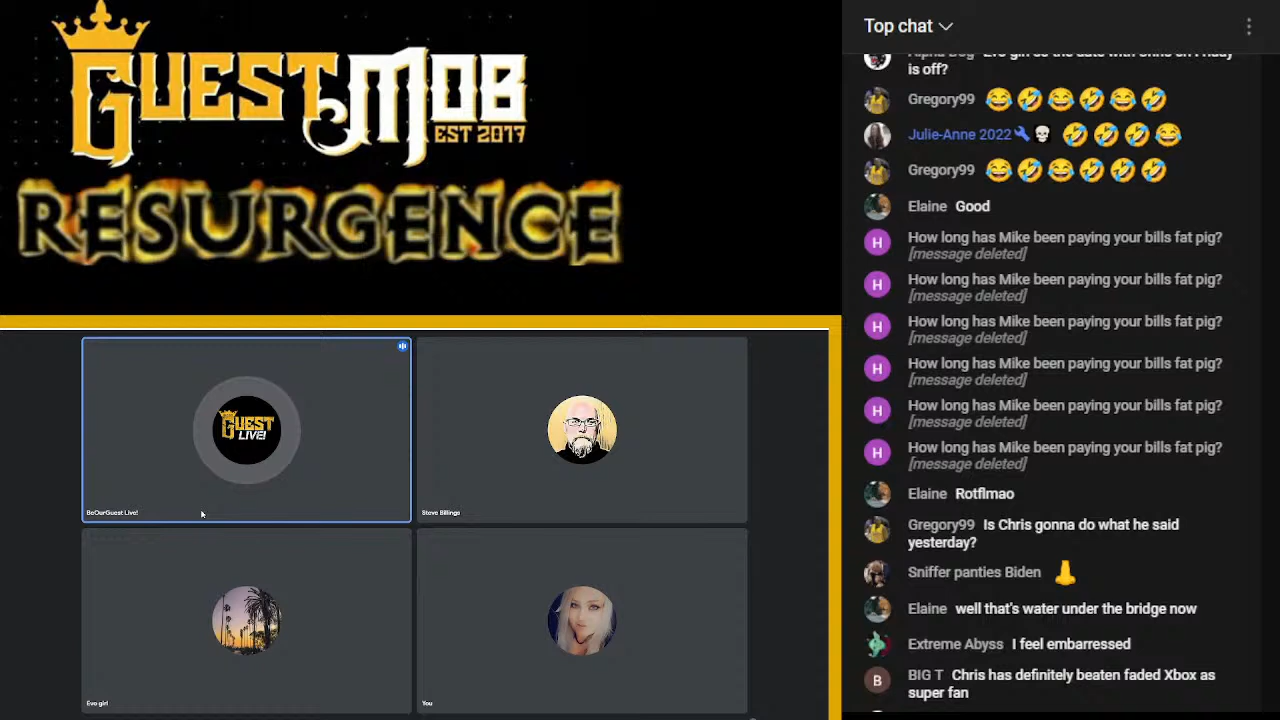 GUEST MOB
EST 2017
RESURGENCE
GUEST
LIVE!
BeOurGuest Live!
Steve Billings
Eve girl
You
Top chat
is off?
Gregory99 😂🤣😂🤣😂🤣
Julie-Anne 2022🔧💀 🤣🤣🤣😂
Gregory99 😂🤣😂🤣🤣🤣
Elaine Good
H
How long has Mike been paying your bills fat pig?
[message deleted]
H
How long has Mike been paying your bills fat pig?
[message deleted]
H
How long has Mike been paying your bills fat pig?
[message deleted]
H
How long has Mike been paying your bills fat pig?
[message deleted]
H
How long has Mike been paying your bills fat pig?
[message deleted]
H
How long has Mike been paying your bills fat pig?
[message deleted]
Elaine Rotflmao
Gregory99 Is Chris gonna do what he said
yesterday?
Sniffer panties Biden 👃
Elaine well that's water under the bridge now
Extreme Abyss I feel embarressed
B
BIG T Chris has definitely beaten faded Xbox as
super fan